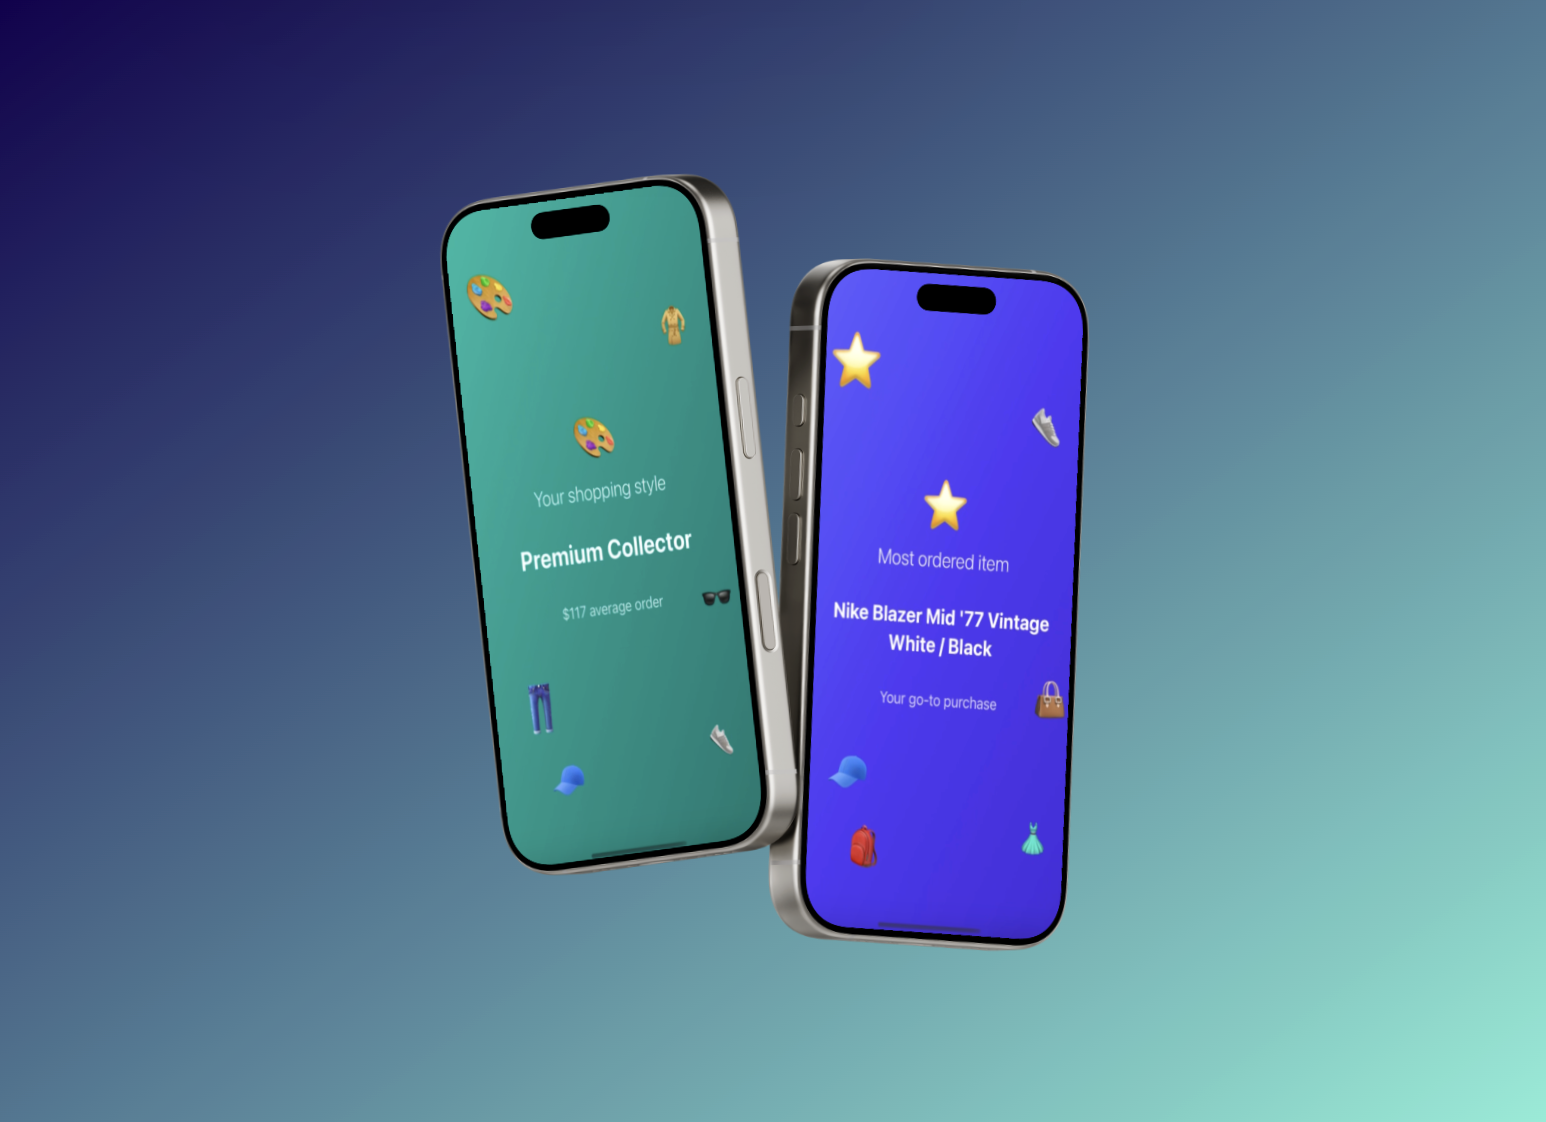 Your shopping style
Premium Collector
$117 average order
Most ordered item
Nike Blazer Mid '77 Vintage
White / Black
Your go-to purchase